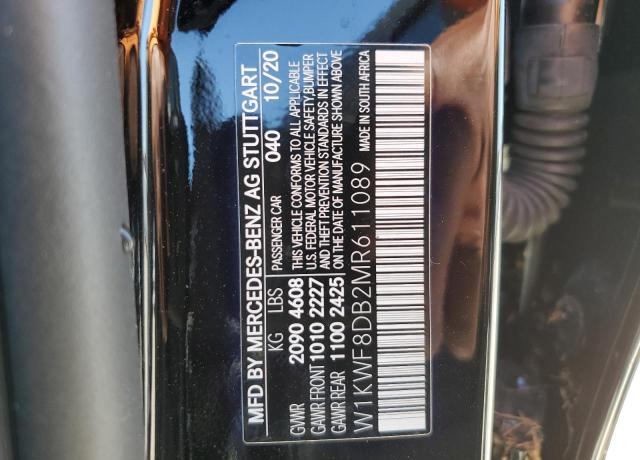 MFD BY MERCEDES-BENZ AG STUTTGART
KG LBS PASSENGER CAR 040 10/20
GVWR 2090 4608 THIS VEHICLE CONFORMS TO ALL APPLICABLE
GAWR FRONT 1010 2227 U.S. FEDERAL MOTOR VEHICLE SAFETY, BUMPER
GAWR REAR 1100 2425 AND THEFT PREVENTION STANDARDS IN EFFECT
ON THE DATE OF MANUFACTURE SHOWN ABOVE
W1KWF8DB2MR611089 MADE IN SOUTH AFRICA